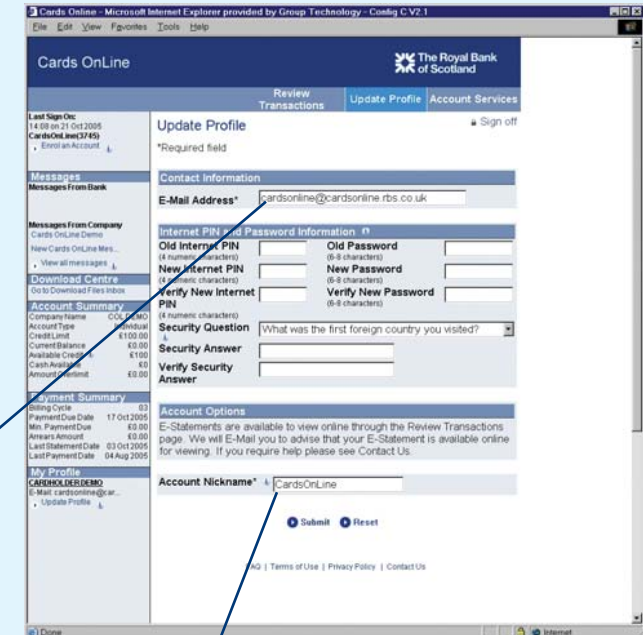 Cards Online - Microsoft Internet Explorer provided by Group Technology - Config C V2.1
File Edit View Favorites Tools Help
Cards OnLine
The Royal Bank
of Scotland
Review
Transactions
Update Profile
Account Services
Last Sign On:
14:08 on 21 Oct 2005
CardsOnLine(3745)
Enrol an Account
Messages
Messages From Bank
Messages From Company
Cards OnLine Demo
New Cards OnLine Mes...
View all messages
Download Centre
Go to Download Files Inbox
Account Summary
Company Name COL DEMO
Account Type Individual
Credit Limit £100.00
Current Balance £0.00
Available Credit £100
Cash Available £0
Amount Overlimit £0.00
Payment Summary
Billing Cycle 03
Payment Due Date 17 Oct 2005
Min. Payment Due £0.00
Arrears Amount £0.00
Last Statement Date 03 Oct 2005
Last Payment Date 04 Aug 2005
My Profile
CARDHOLDER DEMO
E-Mail: cardsonline@car...
Update Profile
Update Profile
Sign off
*Required field
Contact Information
E-Mail Address* cardsonline@cardsonline.rbs.co.uk
Internet PIN and Password Information
Old Internet PIN
(4 numeric characters)
Old Password
(6-8 characters)
New Internet PIN
(4 numeric characters)
New Password
(6-8 characters)
Verify New Internet
PIN
(4 numeric characters)
Verify New Password
(6-8 characters)
Security Question What was the first foreign country you visited?
Security Answer
Verify Security
Answer
Account Options
E-Statements are available to view online through the Review Transactions
page. We will E-Mail you to advise that your E-Statement is available online
for viewing. If you require help please see Contact Us.
Account Nickname* CardsOnLine
Submit Reset
FAQ | Terms of Use | Privacy Policy | Contact Us
Done
Internet